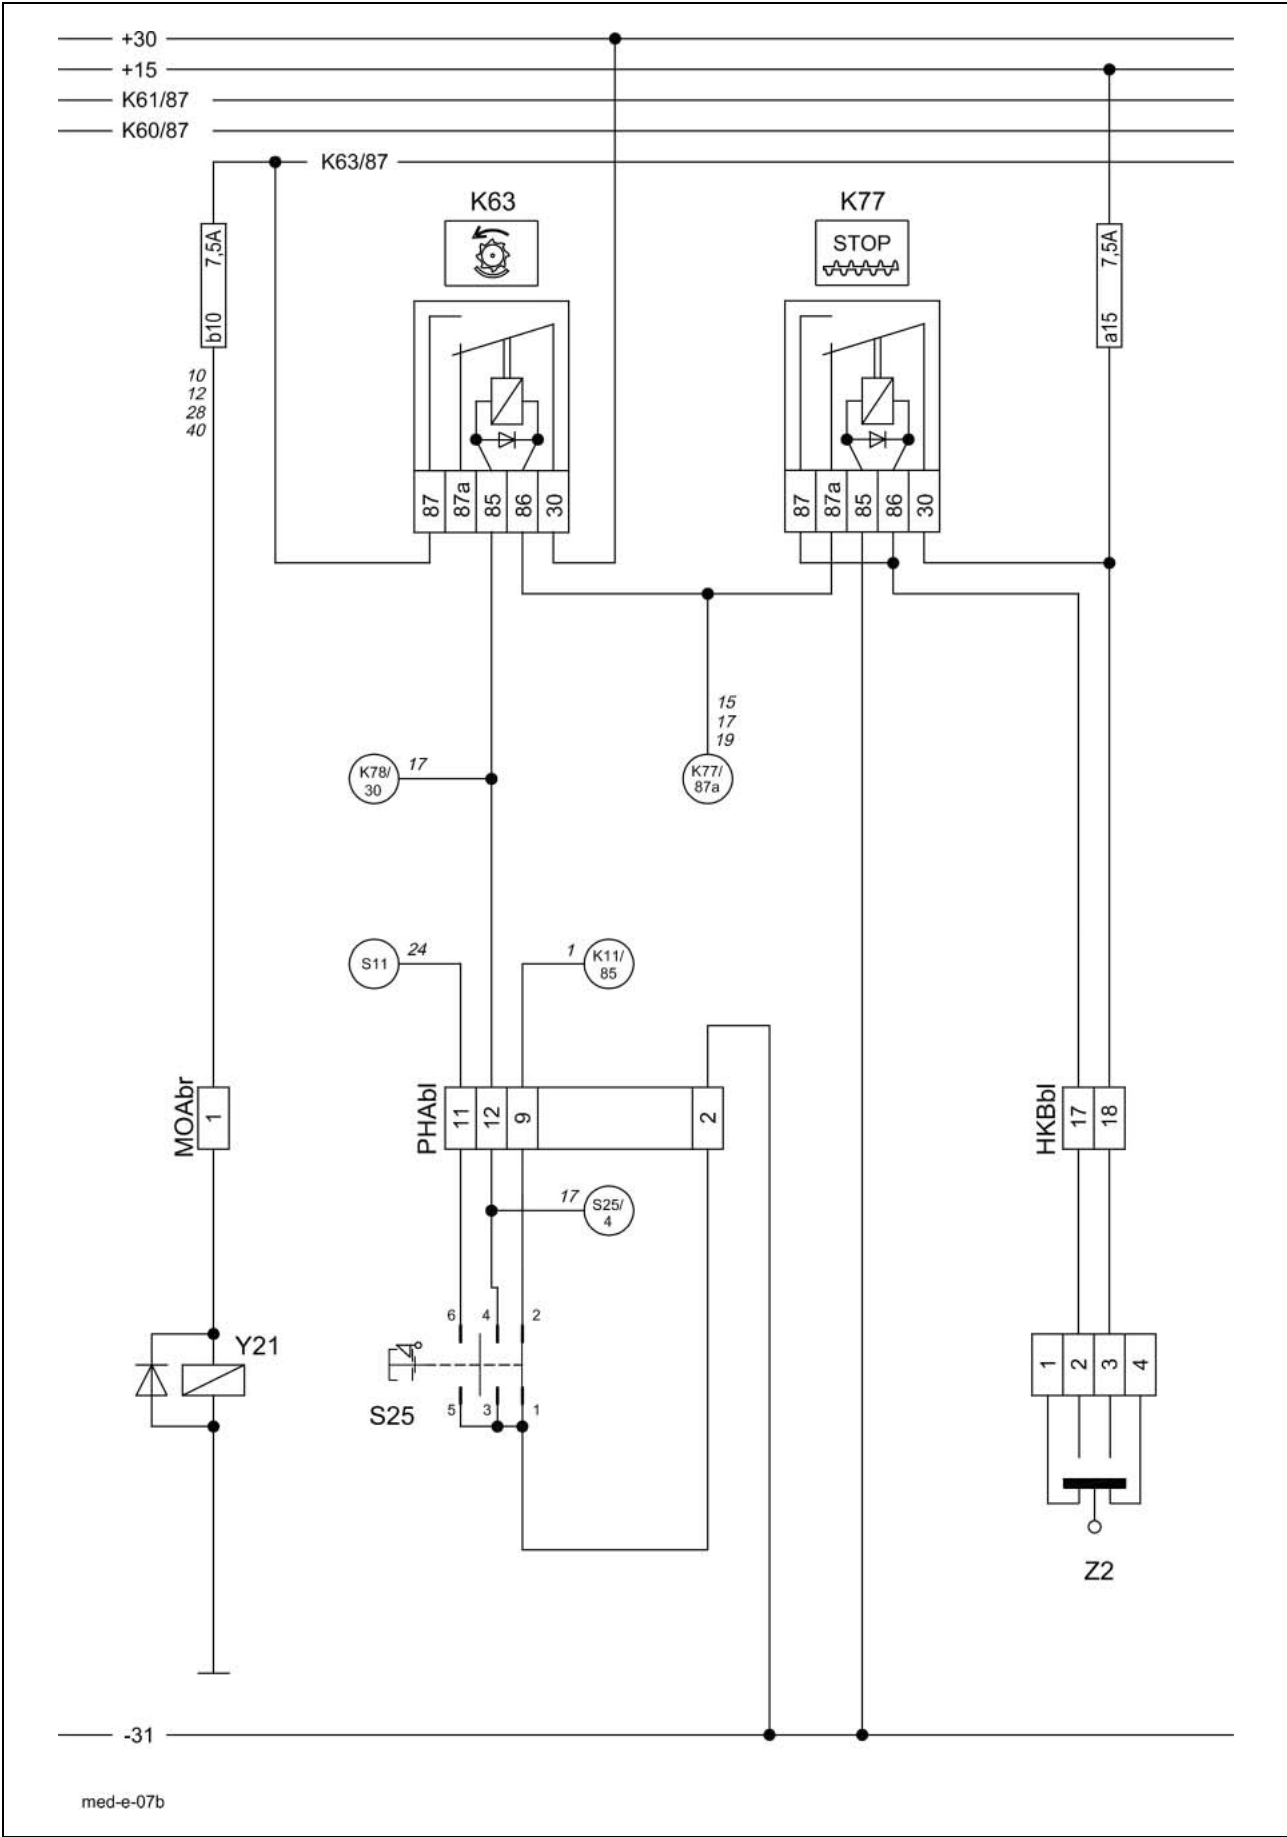 +30
+15
K61/87
K60/87
K63/87
K63
K77
STOP
7,5A
b10
7,5A
a15
10
12
28
40
87
87a
85
86
30
87
87a
85
86
30
15
17
19
K78/
30
17
K77/
87a
S11
24
1
K11/
85
MOAbr
1
PHAbl
11
12
9
2
HKBbl
17
18
17
S25/
4
6
4
2
Y21
S25
5
3
1
1
2
3
4
Z2
-31
med-e-07b